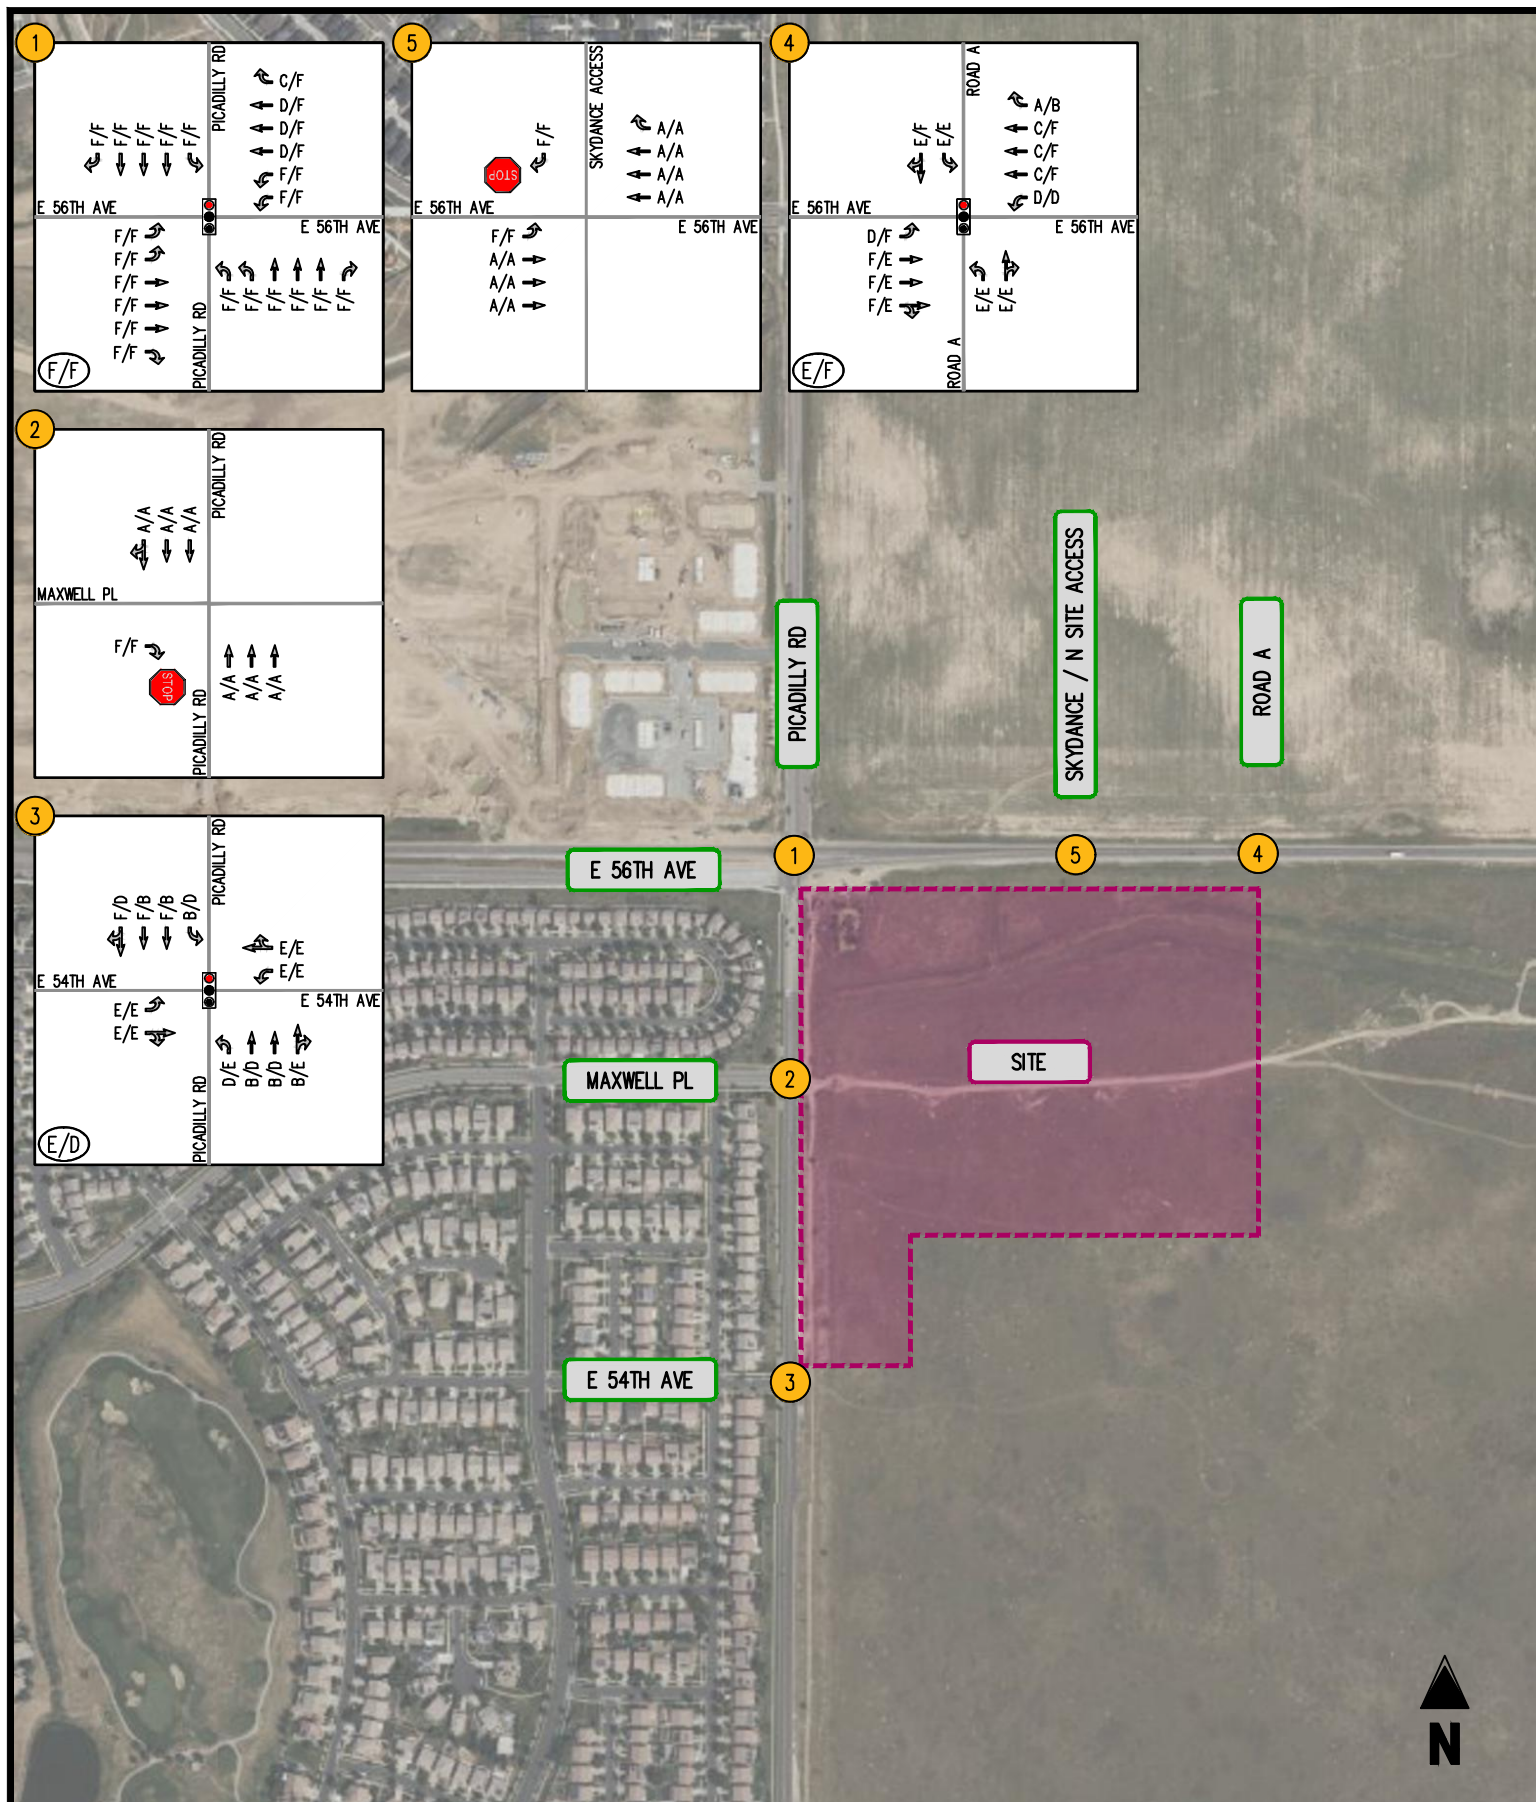 1
PICADILLY RD
C/F
D/F
D/F
D/F
F/F
F/F
F/F
F/F
F/F
F/F
F/F
E 56TH AVE
E 56TH AVE
F/F
F/F
F/F
F/F
F/F
F/F
F/F
F/F
F/F
F/F
F/F
F/F
PICADILLY RD
F/F
5
SKYDANCE ACCESS
F/F
STOP
A/A
A/A
A/A
A/A
E 56TH AVE
E 56TH AVE
F/F
A/A
A/A
A/A
4
ROAD A
E/F
E/E
A/B
C/F
C/F
C/F
D/D
E 56TH AVE
E 56TH AVE
D/F
F/E
F/E
F/E
E/E
E/E
ROAD A
E/F
2
PICADILLY RD
A/A
A/A
A/A
MAXWELL PL
F/F
STOP
A/A
A/A
A/A
PICADILLY RD
3
PICADILLY RD
F/D
F/B
F/B
B/D
E/E
E/E
E 54TH AVE
E 54TH AVE
E/E
E/E
D/E
B/D
B/D
B/E
PICADILLY RD
E/D
PICADILLY RD
SKYDANCE / N SITE ACCESS
ROAD A
E 56TH AVE
1
5
4
MAXWELL PL
2
SITE
E 54TH AVE
3
N